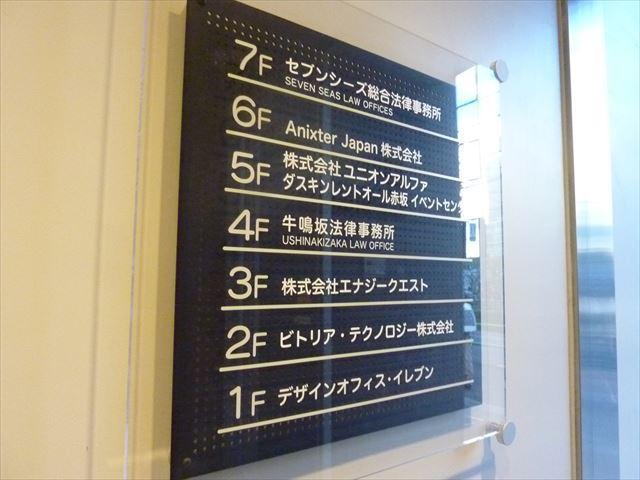 7F セブンシーズ総合法律事務所
SEVEN SEAS LAW OFFICES
6F Anixter Japan 株式会社
5F 株式会社ユニオンアルファ
ダスキンレントオール赤坂 イベントセンタ
4F 牛鳴坂法律事務所
USHINAKIZAKA LAW OFFICE
3F 株式会社エナジークエスト
2F ビトリア・テクノロジー株式会社
1F デザインオフィス・イレブン